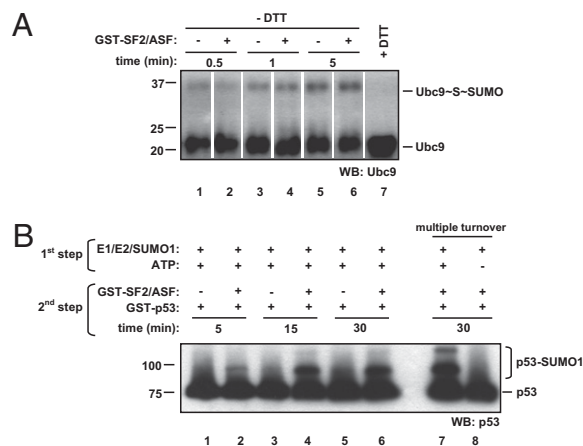 A
- DTT
GST-SF2/ASF: - + - + - + + DTT
time (min): 0.5 1 5
37
Ubc9~S~SUMO
25
20
Ubc9
WB: Ubc9
1 2 3 4 5 6 7
B
multiple turnover
1st step
E1/E2/SUMO1: + + + + + + + +
ATP: + + + + + + + -
2nd step
GST-SF2/ASF: - + - + - + + +
GST-p53: + + + + + + + +
time (min): 5 15 30 30
100
p53-SUMO1
75
p53
WB: p53
1 2 3 4 5 6 7 8